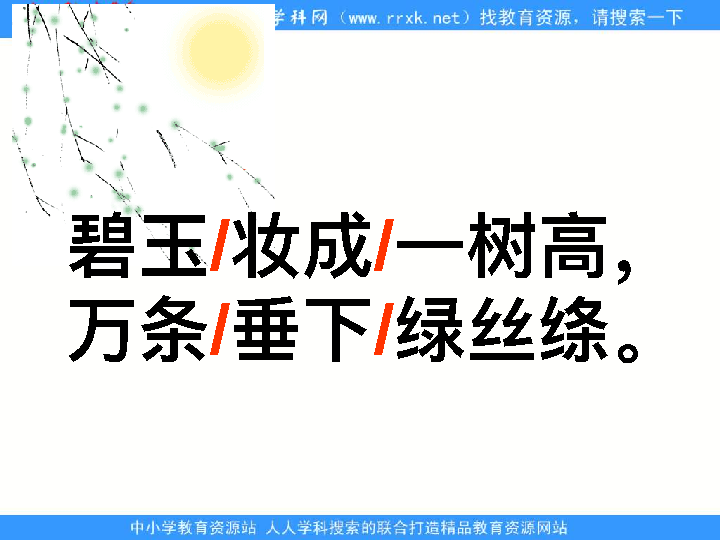 学科网（www.rrxk.net）找教育资源，请搜索一下
碧玉/妆成/一树高，
万条/垂下/绿丝绦。
中小学教育资源站 人人学科搜索的联合打造精品教育资源网站